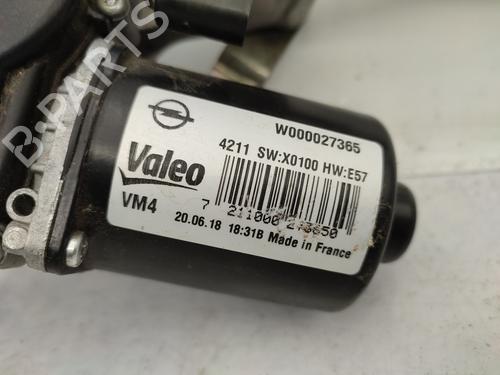 W000027365
4211 SW:X0100 HW:E57
Valeo
VM4
20.06.18 18:31B Made in France
B-PARTS